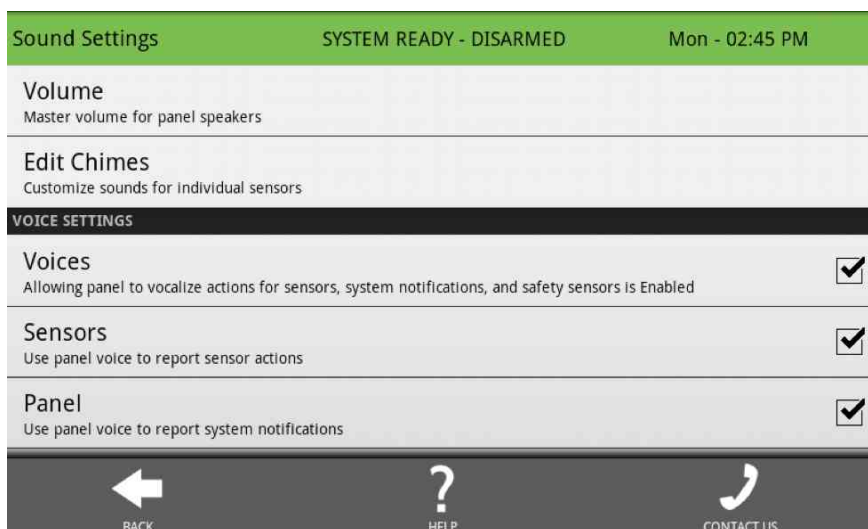 Sound Settings SYSTEM READY - DISARMED Mon - 02:45 PM
Volume
Master volume for panel speakers
Edit Chimes
Customize sounds for individual sensors
VOICE SETTINGS
Voices
Allowing panel to vocalize actions for sensors, system notifications, and safety sensors is Enabled
Sensors
Use panel voice to report sensor actions
Panel
Use panel voice to report system notifications
BACK HELP CONTACT US